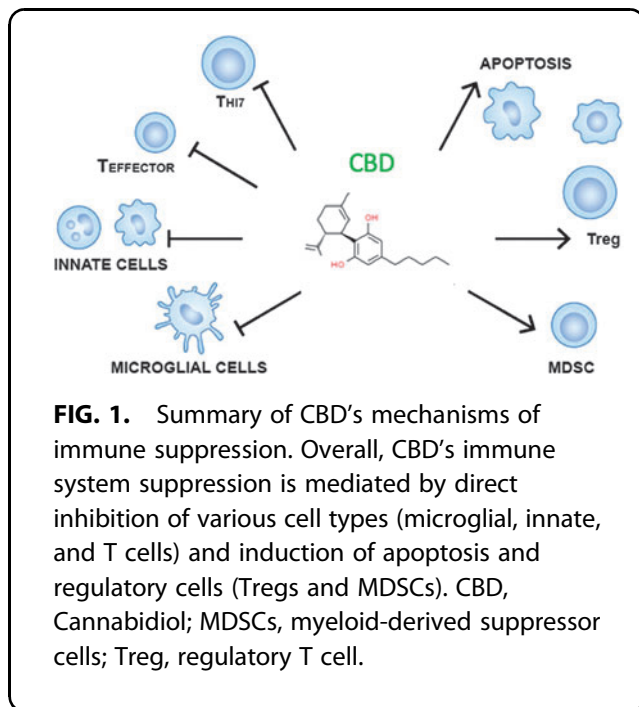 APOPTOSIS
TH17
CBD
TEFFECTOR
OH
Treg
INNATE CELLS
HO
MICROGLIAL CELLS
MDSC
FIG. 1. Summary of CBD's mechanisms of
immune suppression. Overall, CBD's immune
system suppression is mediated by direct
inhibition of various cell types (microglial, innate,
and T cells) and induction of apoptosis and
regulatory cells (Tregs and MDSCs). CBD,
Cannabidiol; MDSCs, myeloid-derived suppressor
cells; Treg, regulatory T cell.